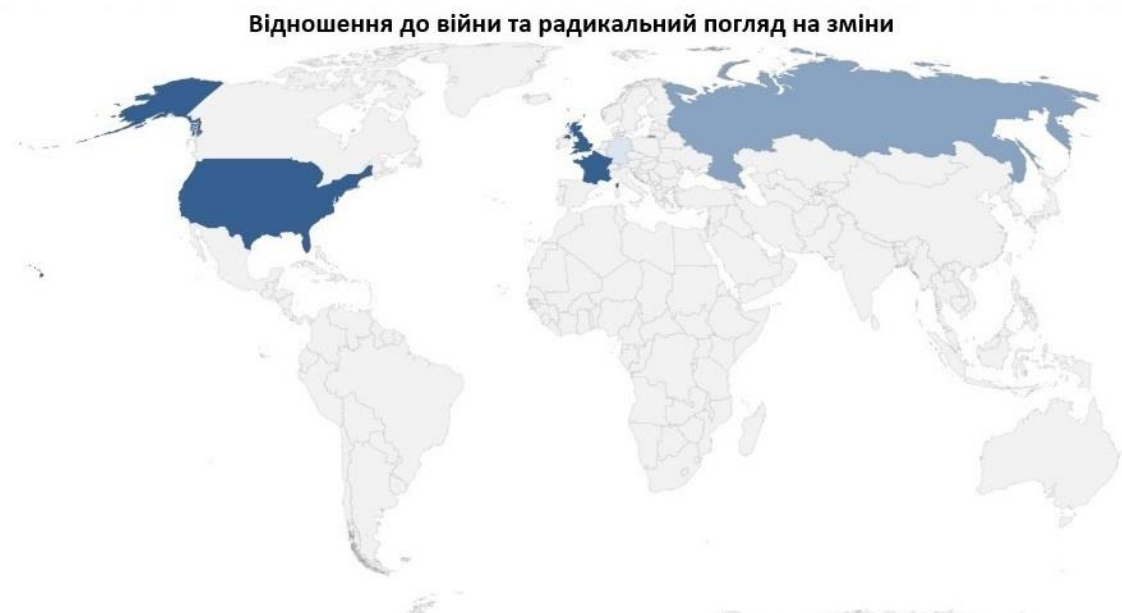 Відношення до війни та радикальний погляд на зміни